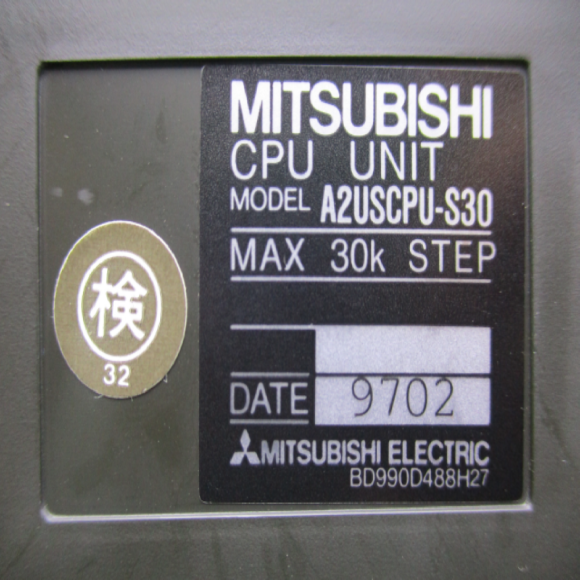 MITSUBISHI
CPU UNIT
MODEL A2USCPU-S30
MAX 30k STEP
検
32
DATE 9702
MITSUBISHI ELECTRIC
BD990D488H27